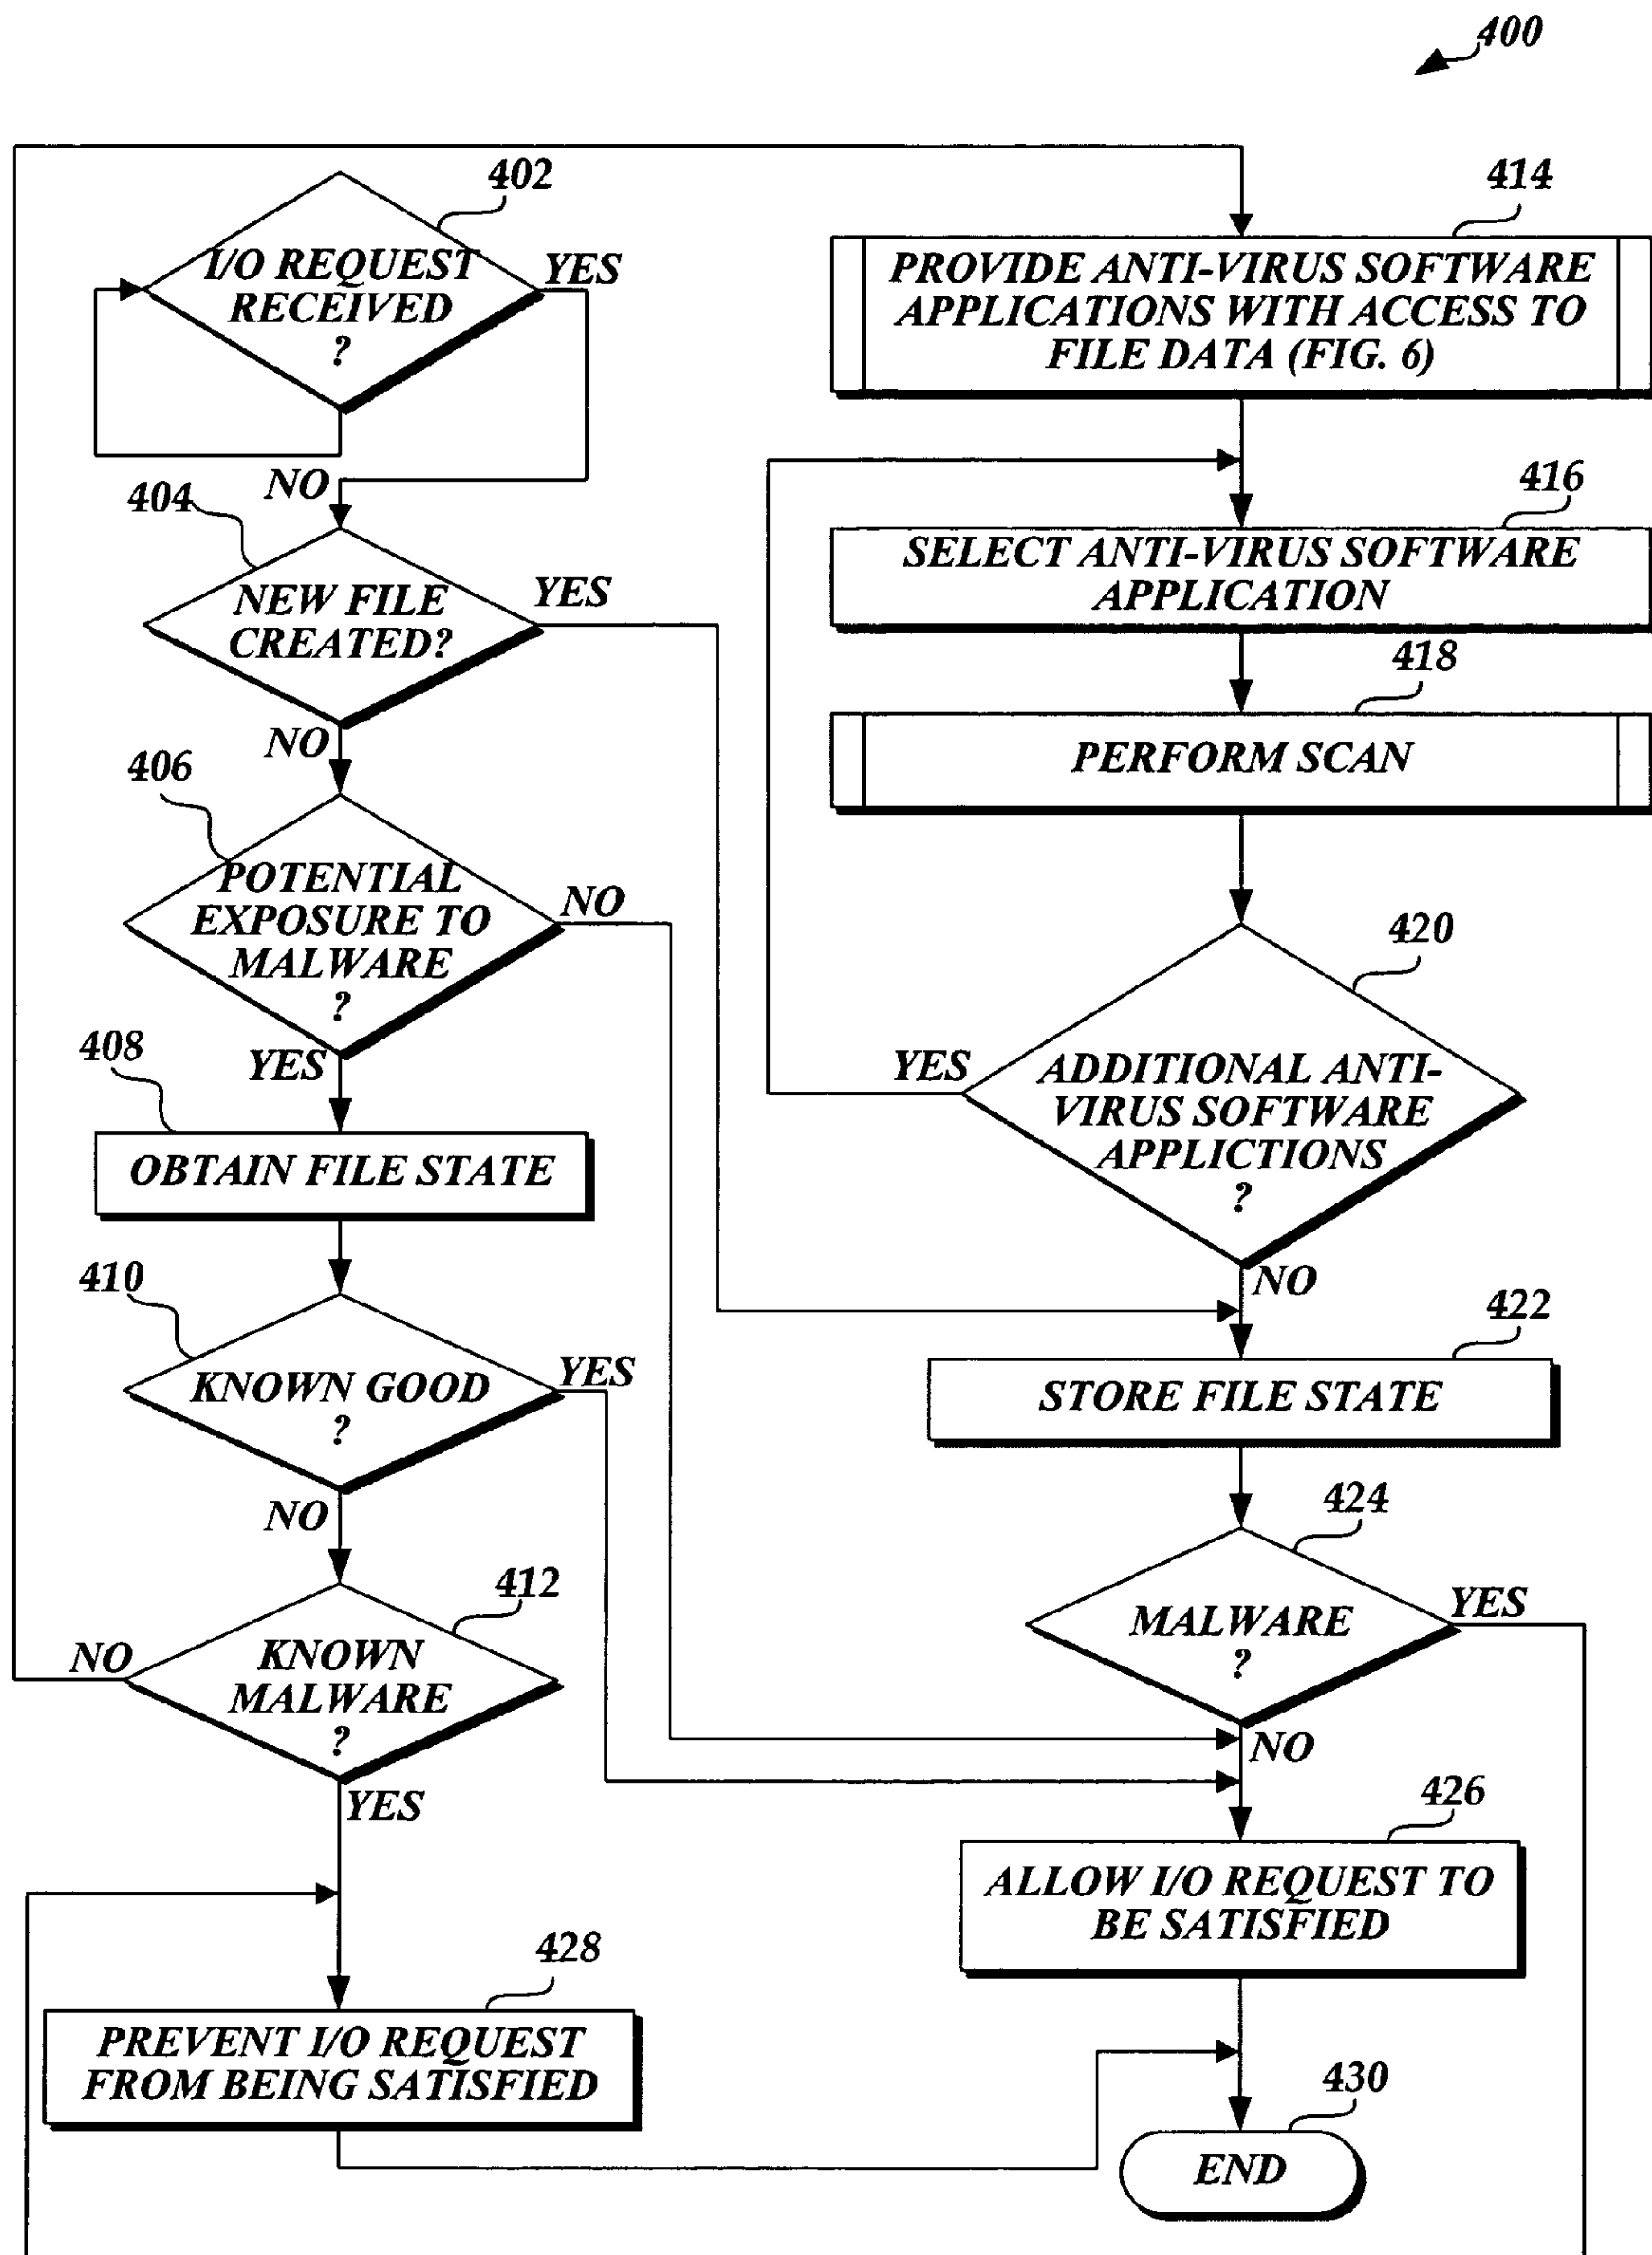 400
402
I/O REQUEST
RECEIVED
?
YES
NO
404
NEW FILE
CREATED?
YES
NO
406
POTENTIAL
EXPOSURE TO
MALWARE
?
NO
YES
408
OBTAIN FILE STATE
410
KNOWN GOOD
?
YES
NO
412
KNOWN
MALWARE
?
NO
YES
428
PREVENT I/O REQUEST
FROM BEING SATISFIED
414
PROVIDE ANTI-VIRUS SOFTWARE
APPLICATIONS WITH ACCESS TO
FILE DATA (FIG. 6)
416
SELECT ANTI-VIRUS SOFTWARE
APPLICATION
418
PERFORM SCAN
420
ADDITIONAL ANTI-
VIRUS SOFTWARE
APPLICTIONS
?
YES
NO
422
STORE FILE STATE
424
MALWARE
?
YES
NO
426
ALLOW I/O REQUEST TO
BE SATISFIED
430
END